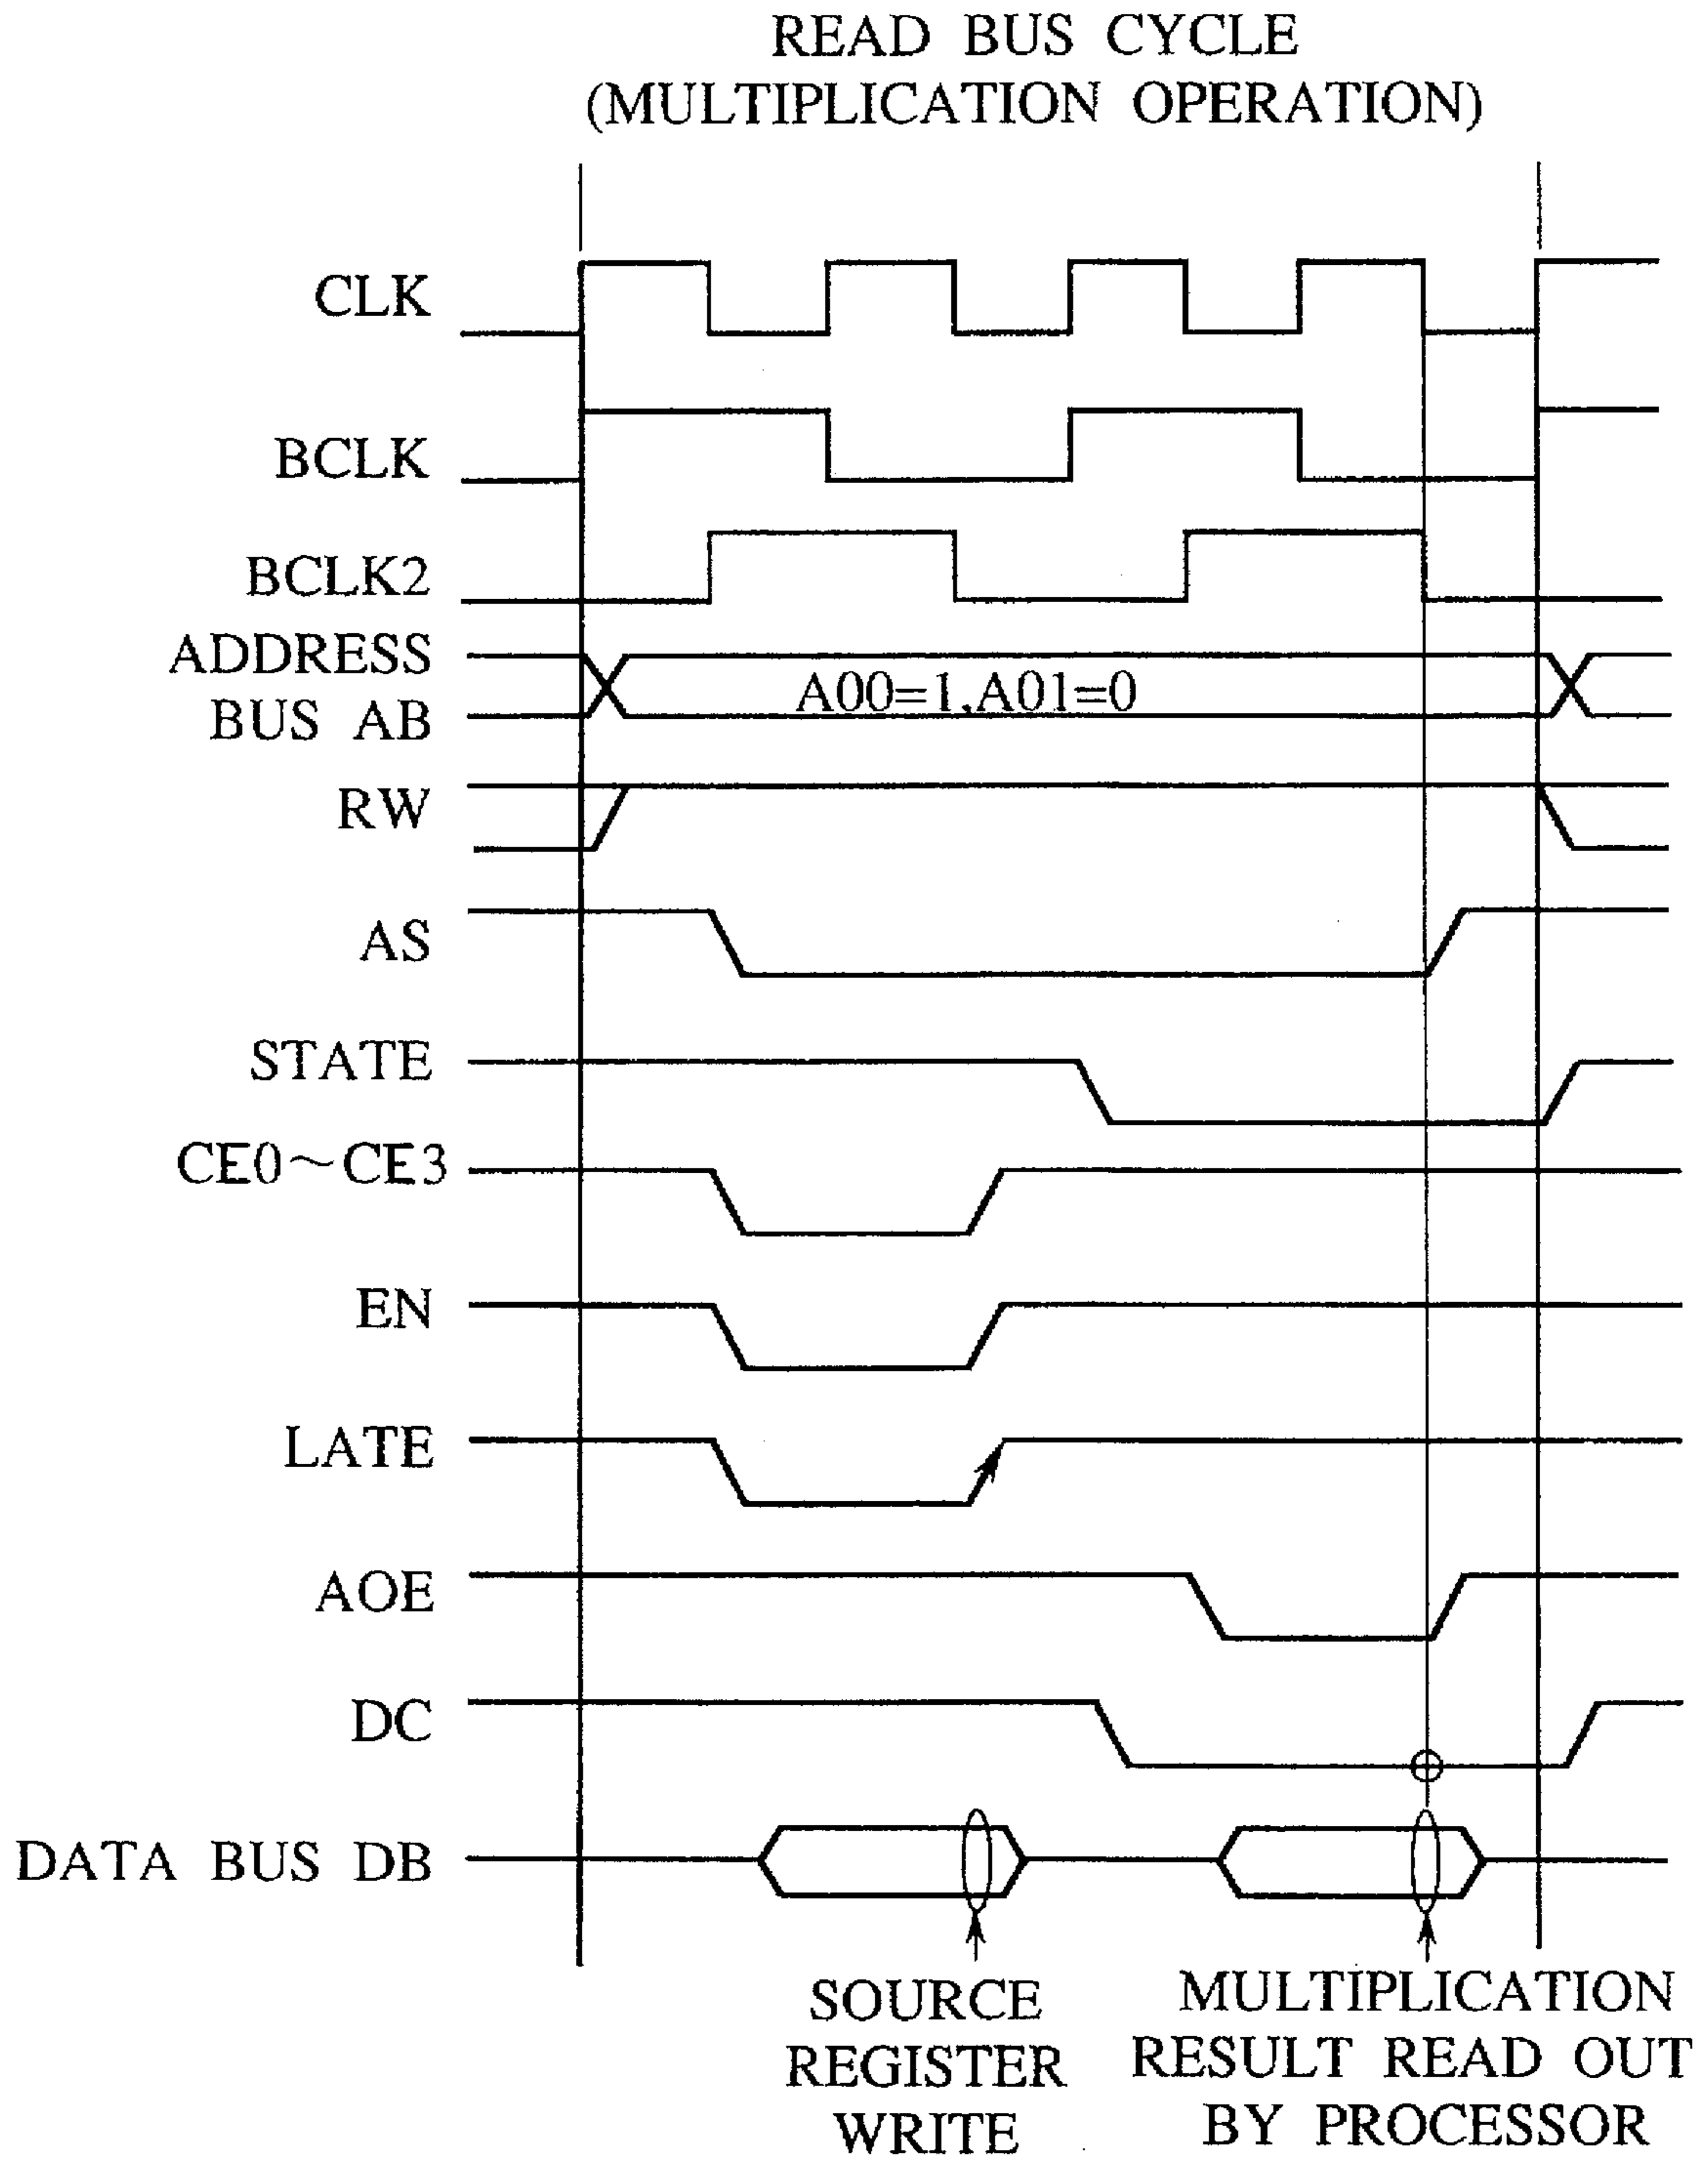 READ BUS CYCLE
(MULTIPLICATION OPERATION)
CLK
BCLK
BCLK2
ADDRESS
BUS AB
A00=1,A01=0
RW
AS
STATE
CE0~CE3
EN
LATE
AOE
DC
DATA BUS DB
SOURCE
REGISTER
WRITE
MULTIPLICATION
RESULT READ OUT
BY PROCESSOR